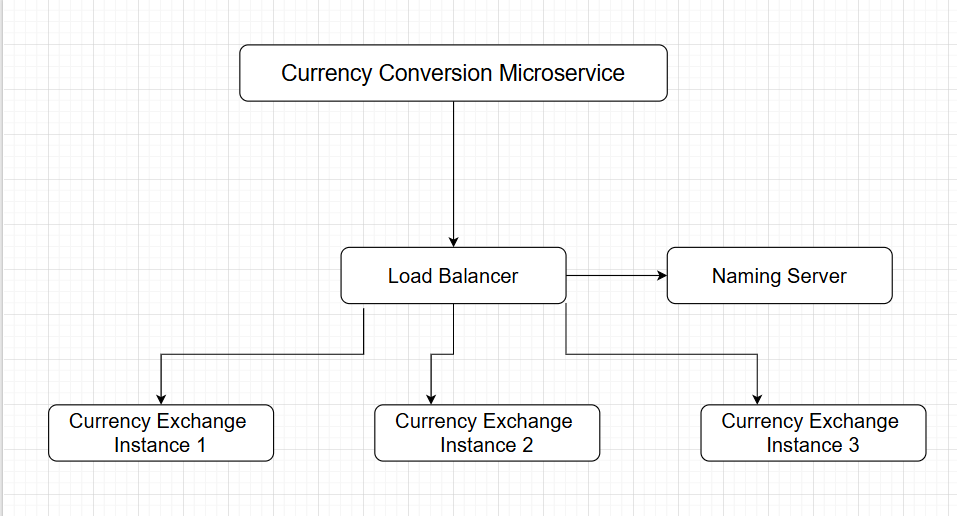 Currency Conversion Microservice
Load Balancer
Naming Server
Currency Exchange
Instance 1
Currency Exchange
Instance 2
Currency Exchange
Instance 3